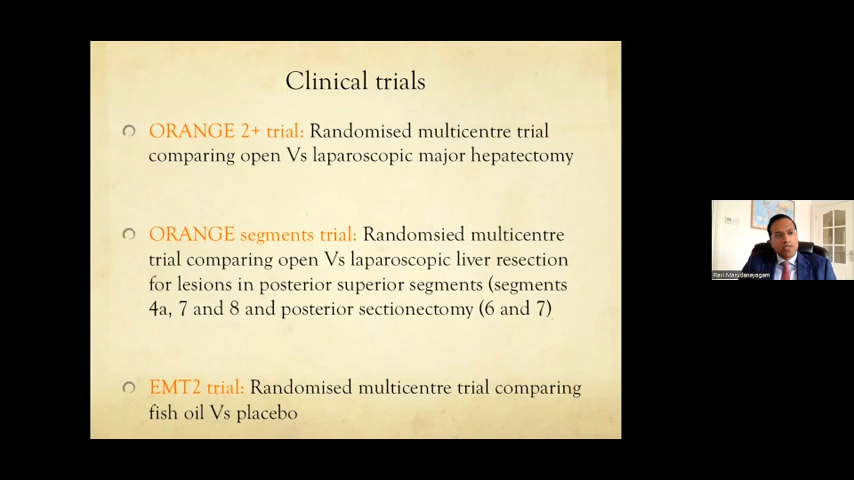 Clinical trials
ORANGE 2+ trial: Randomised multicentre trial
comparing open Vs laparoscopic major hepatectomy
ORANGE segments trial: Randomsied multicentre
trial comparing open Vs laparoscopic liver resection
for lesions in posterior superior segments (segments
4a, 7 and 8 and posterior sectionectomy (6 and 7)
EMT2 trial: Randomised multicentre trial comparing
fish oil Vs placebo